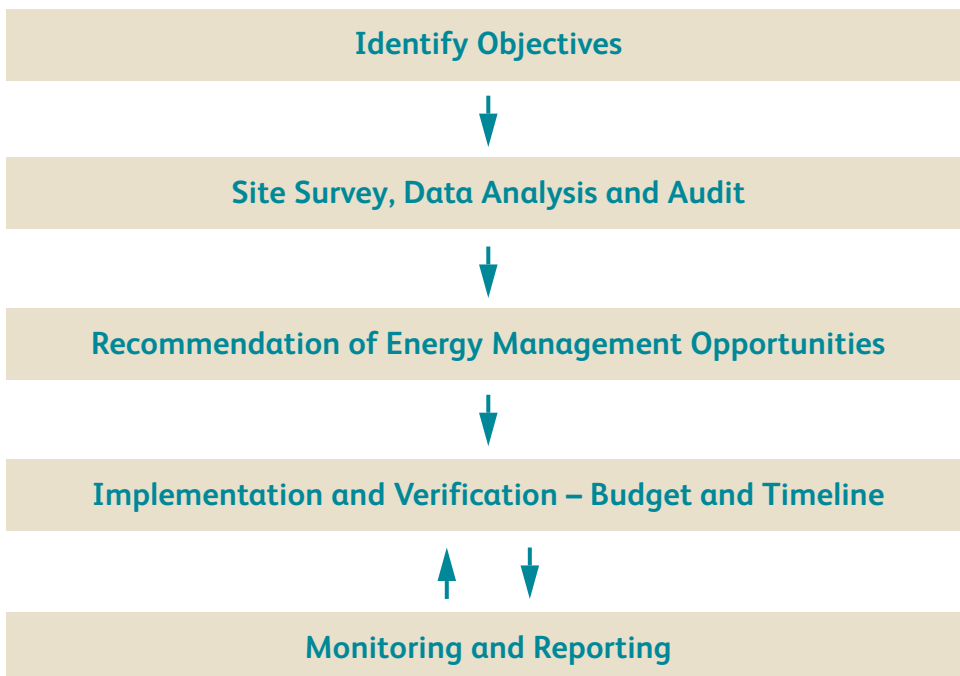 Identify Objectives
Site Survey, Data Analysis and Audit
Recommendation of Energy Management Opportunities
Implementation and Verification – Budget and Timeline
Monitoring and Reporting